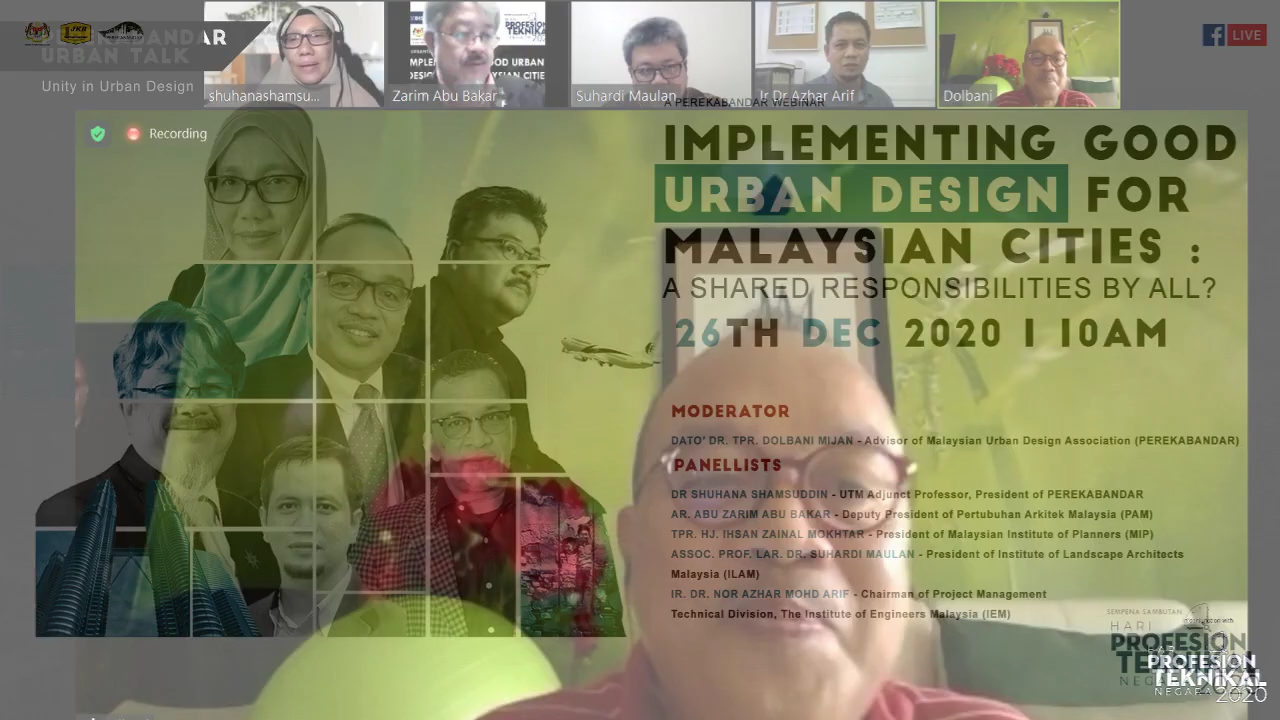 JKR
PEREKABANDAR
URBAN TALK
Unity in Urban Design
shuhanashamsu...
Zarim Abu Bakar
Suhardi Maulan
Ir Dr Azhar Arif
Dolbani
LIVE
Recording
A PEREKABANDAR WEBINAR
IMPLEMENTING GOOD
URBAN DESIGN FOR
MALAYSIAN CITIES :
A SHARED RESPONSIBILITIES BY ALL?
26TH DEC 2020 I 10AM
MODERATOR
DATO' DR. TPR. DOLBANI MIJAN - Advisor of Malaysian Urban Design Association (PEREKABANDAR)
PANELLISTS
DR SHUHANA SHAMSUDDIN - UTM Adjunct Professor, President of PEREKABANDAR
AR. ABU ZARIM ABU BAKAR - Deputy President of Pertubuhan Arkitek Malaysia (PAM)
TPR. HJ. IHSAN ZAINAL MOKHTAR - President of Malaysian Institute of Planners (MIP)
ASSOC. PROF. LAR. DR. SUHARDI MAULAN - President of Institute of Landscape Architects
Malaysia (ILAM)
IR. DR. NOR AZHAR MOHD ARIF - Chairman of Project Management
Technical Division, The Institute of Engineers Malaysia (IEM)
SEMPENA SAMBUTAN
HARI
PROFESION
TEKNIKAL
NEGARA
PROFESION
TEKNIKAL
NEGARA
2020